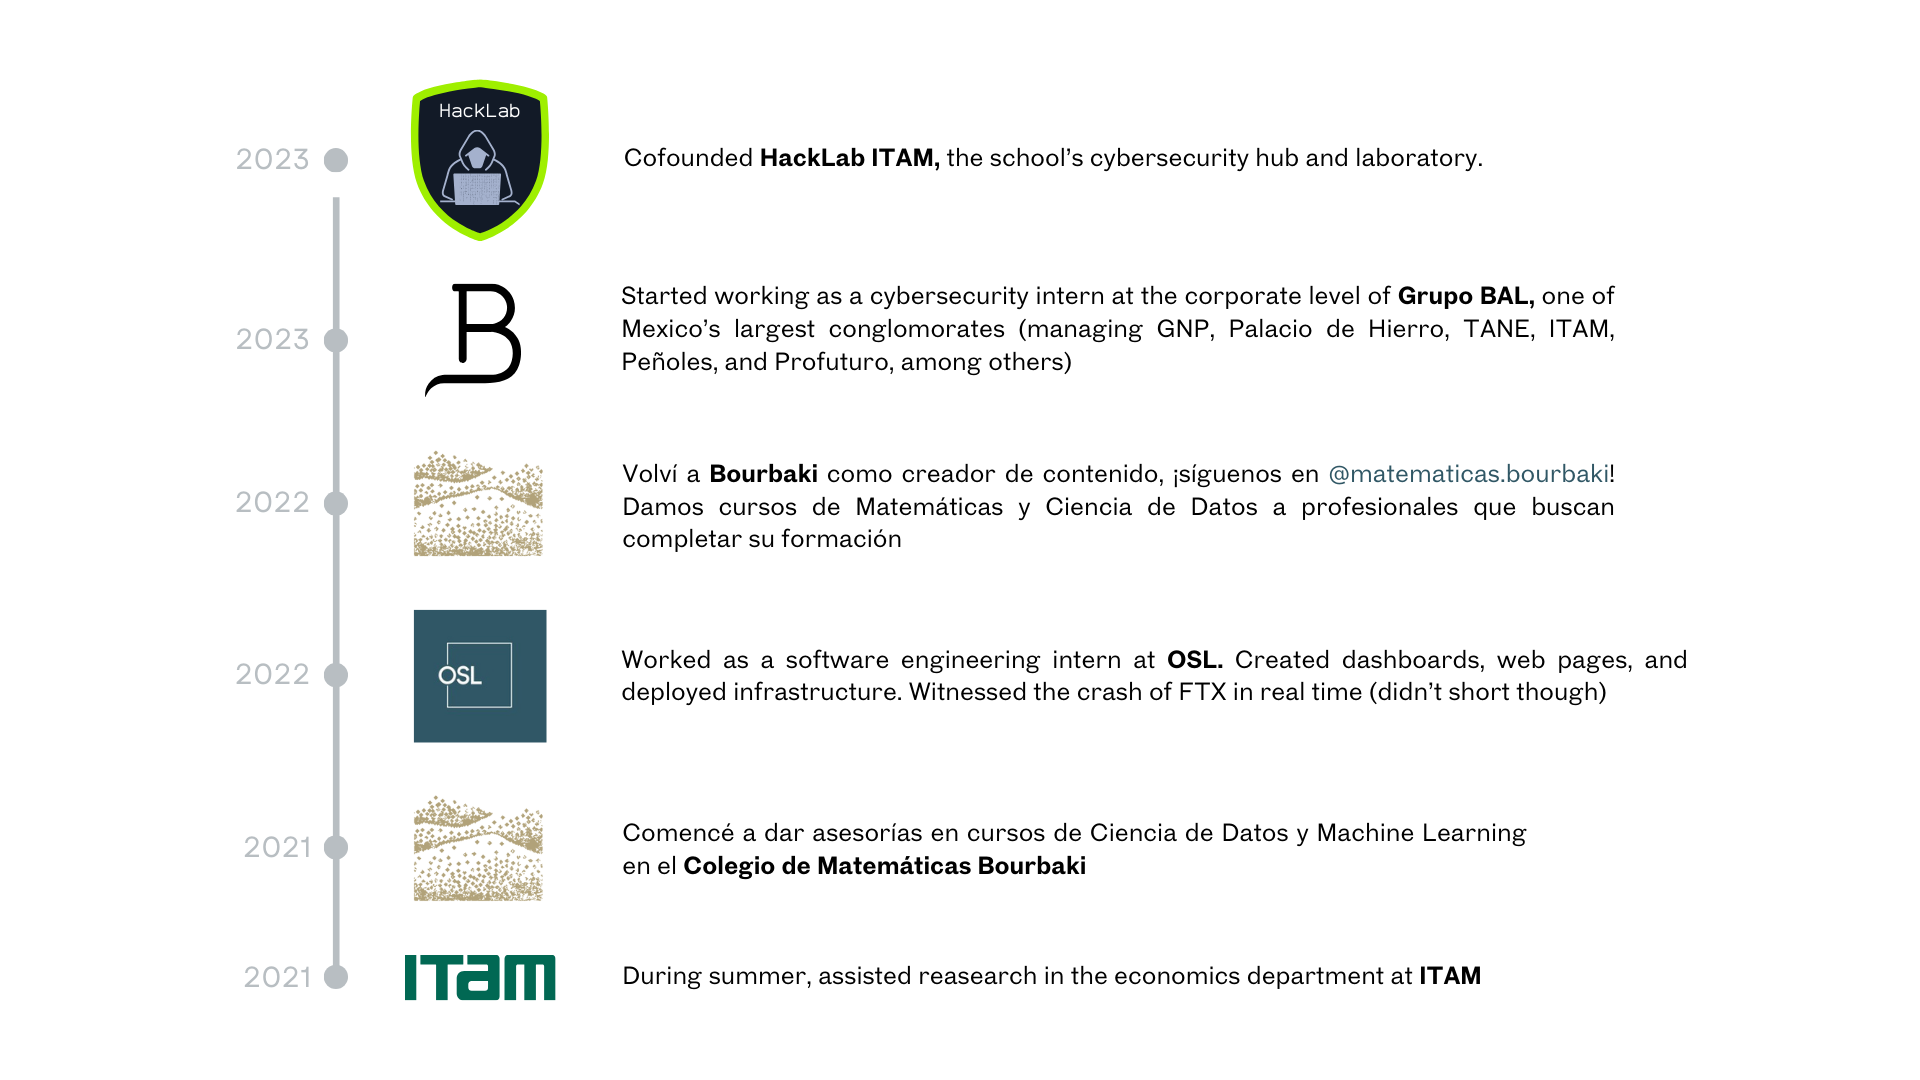 HackLab
2023
Cofounded HackLab ITAM, the school's cybersecurity hub and laboratory.
2023
Started working as a cybersecurity intern at the corporate level of Grupo BAL, one of
Mexico's largest conglomorates (managing GNP, Palacio de Hierro, TANE, ITAM,
Peñoles, and Profuturo, among others)
B
2022
Volví a Bourbaki como creador de contenido, ¡síguenos en @matematicas.bourbaki!
Damos cursos de Matemáticas y Ciencia de Datos a profesionales que buscan
completar su formación
2022
OSL
Worked as a software engineering intern at OSL. Created dashboards, web pages, and
deployed infrastructure. Witnessed the crash of FTX in real time (didn't short though)
2021
Comencé a dar asesorías en cursos de Ciencia de Datos y Machine Learning
en el Colegio de Matemáticas Bourbaki
2021
ITAM
During summer, assisted reasearch in the economics department at ITAM